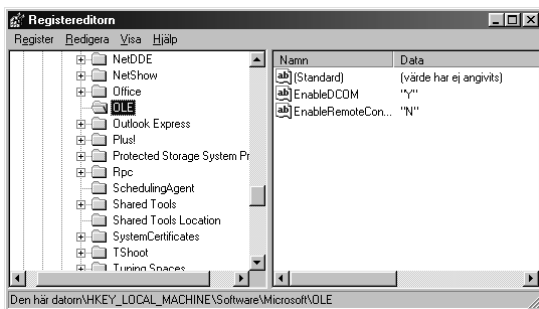 Registereditorn
Register Redigera Visa Hjälp
NetDDE
NetShow
Office
OLE
Outlook Express
Plus!
Protected Storage System Pr
Rpc
SchedulingAgent
Shared Tools
Shared Tools Location
SystemCertificates
TShoot
Tuning Spaces
Namn Data
(Standard) (värde har ej angivits)
EnableDCOM "Y"
EnableRemoteCon... "N"
Den här datorn\HKEY_LOCAL_MACHINE\Software\Microsoft\OLE